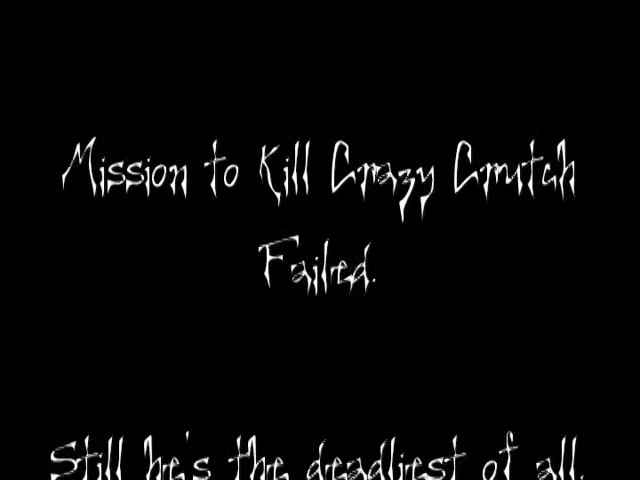 Mission to Kill Crazy Crutch
Failed.
Still he's the deadliest of all.